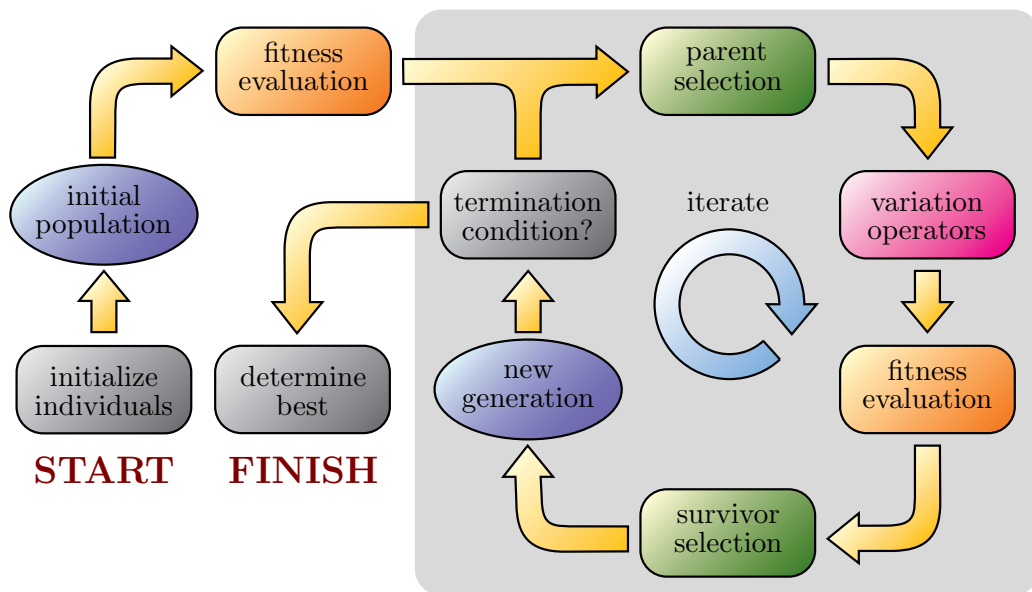 fitness
evaluation
parent
selection
initial
population
termination
condition?
iterate
variation
operators
initialize
individuals
determine
best
new
generation
fitness
evaluation
START
FINISH
survivor
selection